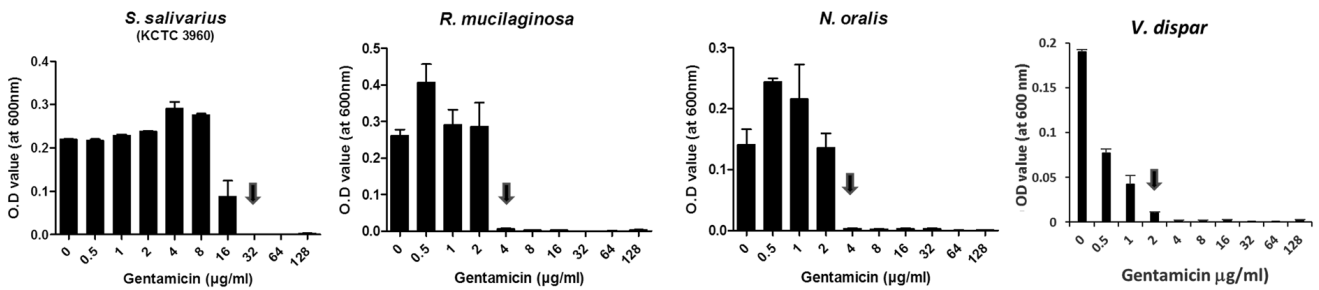 S. salivarius
(KCTC 3960)
O.D value (at 600nm)
0.4
0.3
0.2
0.1
0.0
0 0.5 1 2 4 8 16 32 64 128
Gentamicin (µg/ml)
R. mucilaginosa
O.D value (at 600nm)
0.5
0.4
0.3
0.2
0.1
0.0
0 0.5 1 2 4 8 16 32 64 128
Gentamicin (µg/ml)
N. oralis
O.D value (at 600nm)
0.3
0.2
0.1
0.0
0 0.5 1 2 4 8 16 32 64 128
Gentamicin (µg/ml)
V. dispar
OD value (at 600 nm)
0.2
0.15
0.1
0.05
0
0 0.5 1 2 4 8 16 32 64 128
Gentamicin µg/ml)